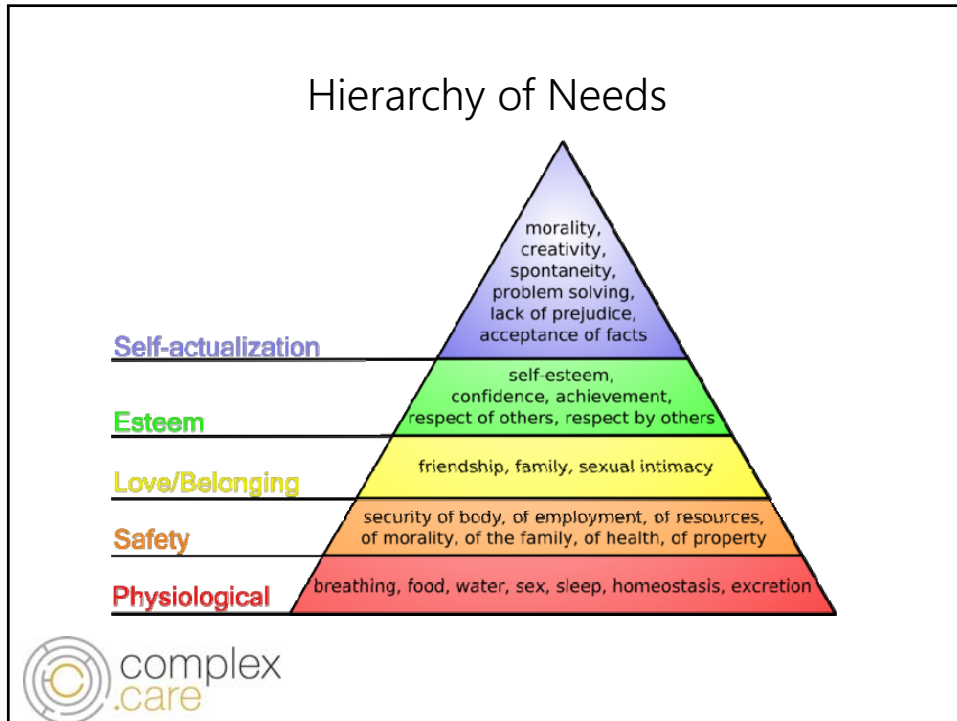 Hierarchy of Needs
morality,
creativity,
spontaneity,
problem solving,
lack of prejudice,
acceptance of facts
Self-actualization
self-esteem,
confidence, achievement,
respect of others, respect by others
Esteem
friendship, family, sexual intimacy
Love/Belonging
security of body, of employment, of resources,
of morality, of the family, of health, of property
Safety
breathing, food, water, sex, sleep, homeostasis, excretion
Physiological
complex
.care